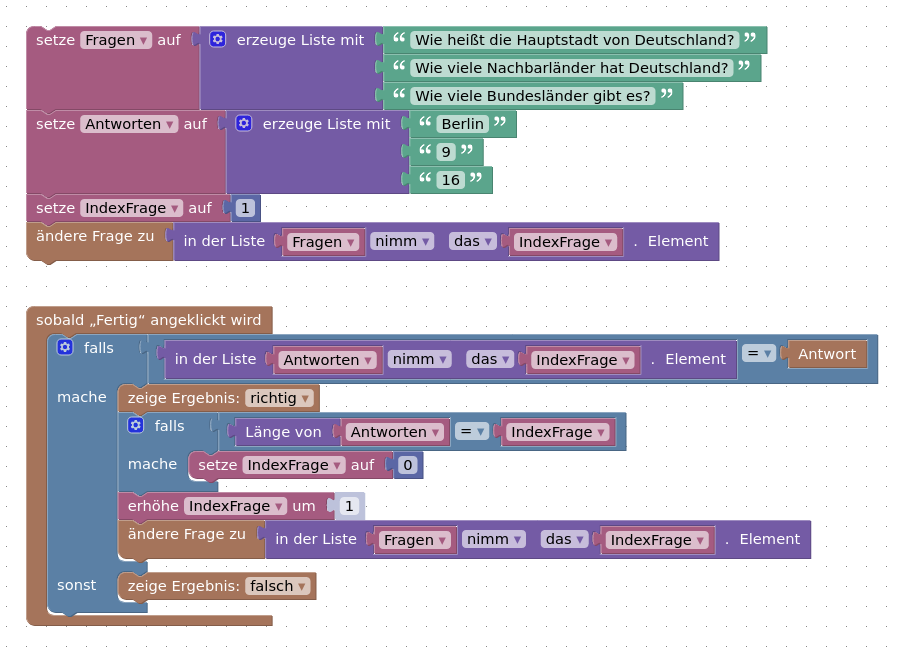 setze Fragen auf erzeuge Liste mit “ Wie heißt die Hauptstadt von Deutschland? ”
“ Wie viele Nachbarländer hat Deutschland? ”
“ Wie viele Bundesländer gibt es? ”
setze Antworten auf erzeuge Liste mit “ Berlin ”
“ 9 ”
“ 16 ”
setze IndexFrage auf 1
ändere Frage zu in der Liste Fragen nimm das IndexFrage . Element
sobald „Fertig“ angeklickt wird
falls in der Liste Antworten nimm das IndexFrage . Element = Antwort
mache zeige Ergebnis: richtig
falls Länge von Antworten = IndexFrage
mache setze IndexFrage auf 0
erhöhe IndexFrage um 1
ändere Frage zu in der Liste Fragen nimm das IndexFrage . Element
sonst zeige Ergebnis: falsch